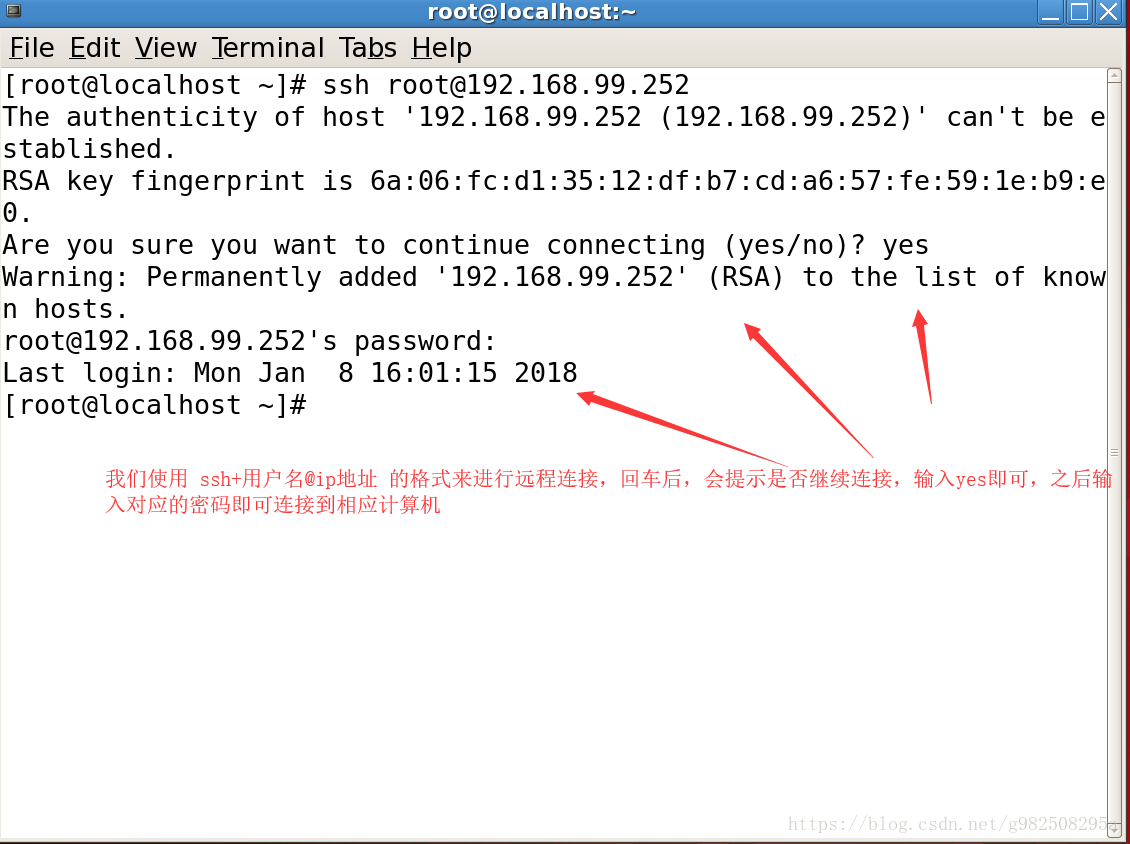 root@localhost:~
File Edit View Terminal Tabs Help
[root@localhost ~]# ssh root@192.168.99.252
The authenticity of host '192.168.99.252 (192.168.99.252)' can't be e
stablished.
RSA key fingerprint is 6a:06:fc:d1:35:12:df:b7:cd:a6:57:fe:59:1e:b9:e
0.
Are you sure you want to continue connecting (yes/no)? yes
Warning: Permanently added '192.168.99.252' (RSA) to the list of know
n hosts.
root@192.168.99.252's password:
Last login: Mon Jan  8 16:01:15 2018
[root@localhost ~]#
我们使用 ssh+用户名@ip地址 的格式来进行远程连接，回车后，会提示是否继续连接，输入yes即可，之后输
入对应的密码即可连接到相应计算机
https://blog.csdn.net/g982508295a